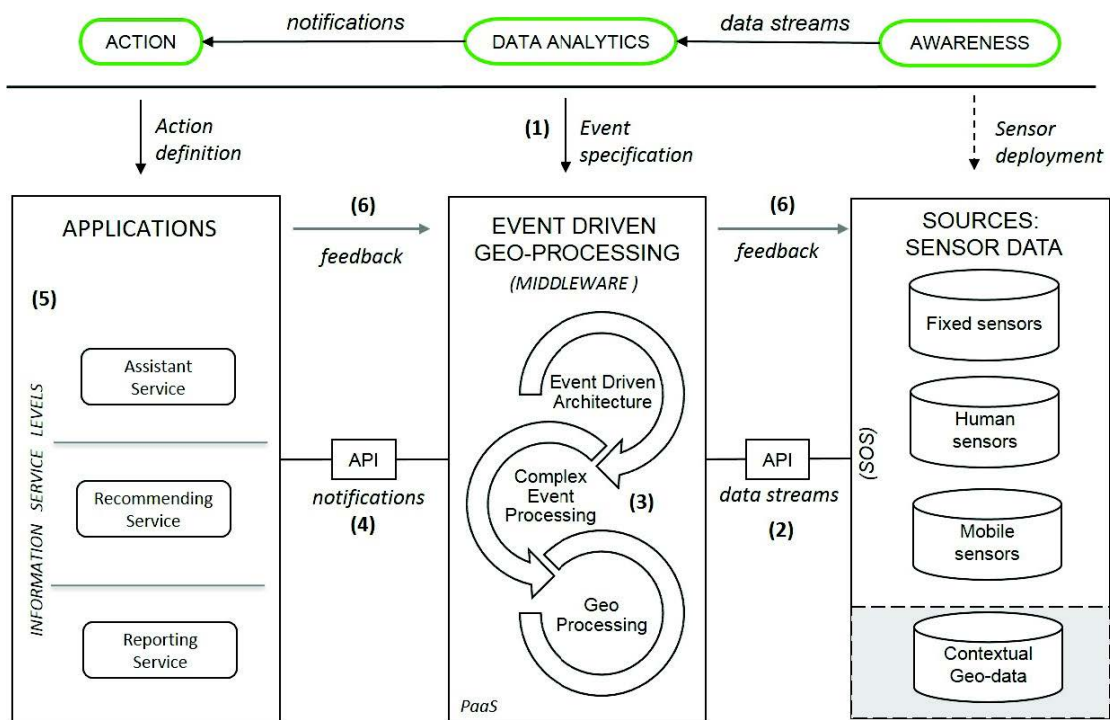 notifications
data streams
ACTION
DATA ANALYTICS
AWARENESS
Action
definition
(1)
Event
specification
Sensor
deployment
APPLICATIONS
(5)
INFORMATION SERVICE LEVELS
Assistant
Service
Recommending
Service
Reporting
Service
(6)
feedback
API
notifications
(4)
EVENT DRIVEN
GEO-PROCESSING
(MIDDLEWARE )
Event Driven
Architecture
Complex
Event
Processing
(3)
Geo
Processing
PaaS
(6)
feedback
API
data streams
(2)
SOURCES:
SENSOR DATA
(SOS)
Fixed sensors
Human
sensors
Mobile
sensors
Contextual
Geo-data